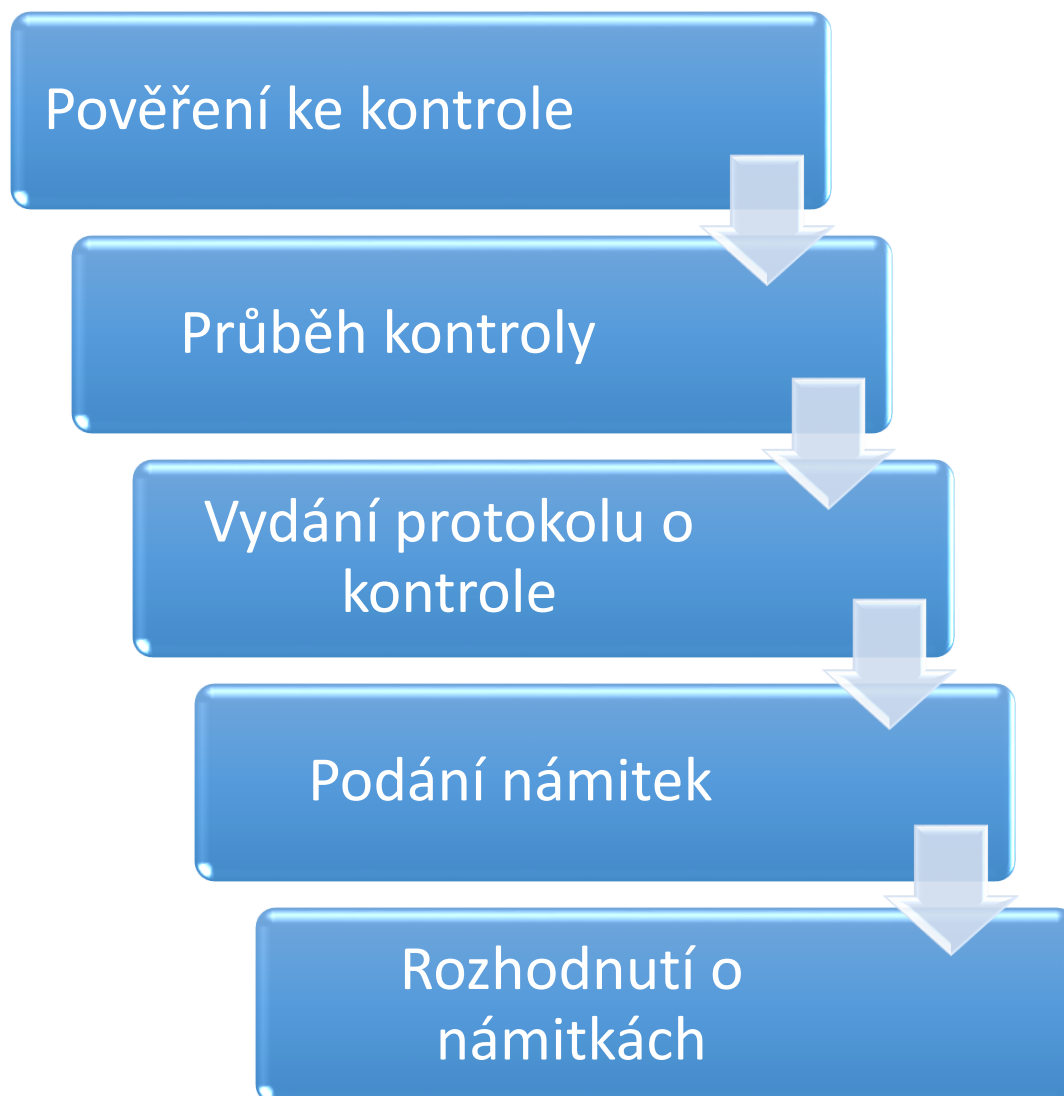 Pověření ke kontrole
Průběh kontroly
Vydání protokolu o
kontrole
Podání námitek
Rozhodnutí o
námitkách